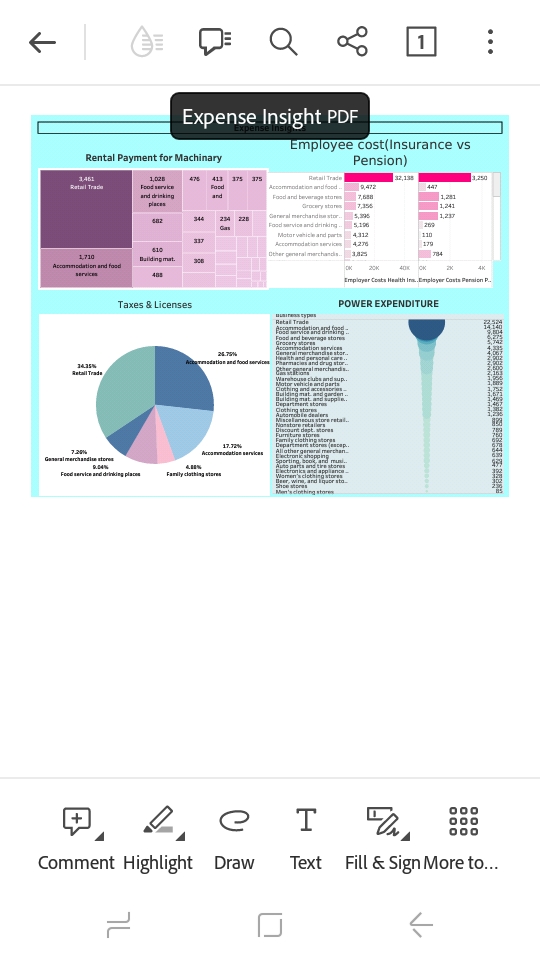 1
Expense Insight PDF
Rental Payment for Machinery
3,461
Retail Trade
1,028
Food service
and drinking
places
476
413
Food
and
375
375
682
344
234
Gas
228
337
610
Building mat.
308
488
1,710
Accommodation and food
services
Employee cost(Insurance vs
Pension)
Retail Trade 32,138 3,250
Accommodation and food... 9,472 447
Food and beverage stores 7,688 1,281
Grocery stores 7,356 1,241
General merchandise stor.. 5,396 1,237
Food service and drinking.. 5,196 269
Motor vehicle and parts 4,312 110
Accommodation services 4,276 179
Other general merchandis.. 3,825 784
0K 20K 40K 0K 2K 4K
Employer Costs Health Ins.. Employer Costs Pension P..
Taxes & Licenses
26.75%
Accommodation and food services
34.35%
Retail Trade
17.72%
Accommodation services
7.26%
General merchandise stores
4.88%
Family clothing stores
9.04%
Food service and drinking places
POWER EXPENDITURE
Business types
Retail Trade 22,524
Accommodation and food .. 14,140
Food service and drinking .. 9,804
Food and beverage stores 6,275
Grocery stores 5,742
Accommodation services 4,335
General merchandise stor.. 4,067
Health and personal care .. 2,902
Pharmacies and drug stor.. 2,902
Other general merchandis.. 2,600
Gas stations 2,163
Warehouse clubs and sup.. 1,956
Motor vehicle and parts 1,889
Clothing and accessories .. 1,752
Building mat. and garden .. 1,671
Building mat. and supplie.. 1,469
Department stores 1,467
Clothing stores 1,382
Automobile dealers 1,236
Miscellaneous store retail.. 899
Nonstore retailers 850
Discount dept. stores 789
Furniture stores 760
Family clothing stores 692
Department stores (excep.. 678
All other general merchan.. 644
Electronic shopping 639
Sporting, book, and musi.. 629
Auto parts and tire stores 477
Electronics and appliance .. 392
Women's clothing stores 328
Beer, wine, and liquor sto.. 302
Shoe stores 236
Men's clothing stores 85
Comment Highlight Draw Text Fill & Sign More to...